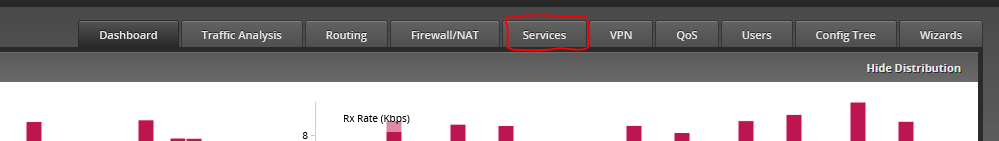 Dashboard Traffic Analysis Routing Firewall/NAT Services VPN QoS Users Config Tree Wizards
Hide Distribution
Rx Rate (Kbps)
8